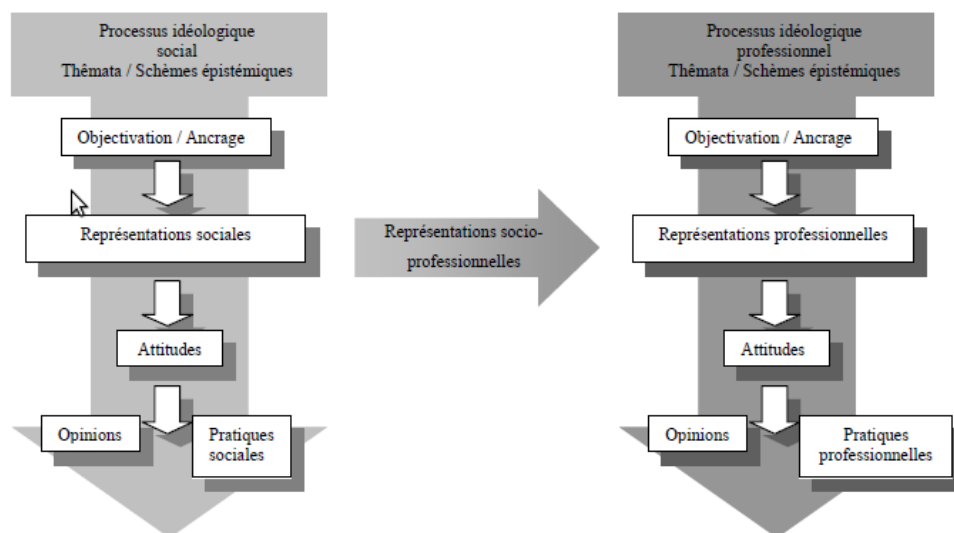 Processus idéologique
social
Thêmata / Schèmes épistémiques
Objectivation / Ancrage
Représentations sociales
Attitudes
Opinions
Pratiques
sociales
Représentations socio-
professionnelles
Processus idéologique
professionnel
Thêmata / Schèmes épistémiques
Objectivation / Ancrage
Représentations professionnelles
Attitudes
Opinions
Pratiques
professionnelles